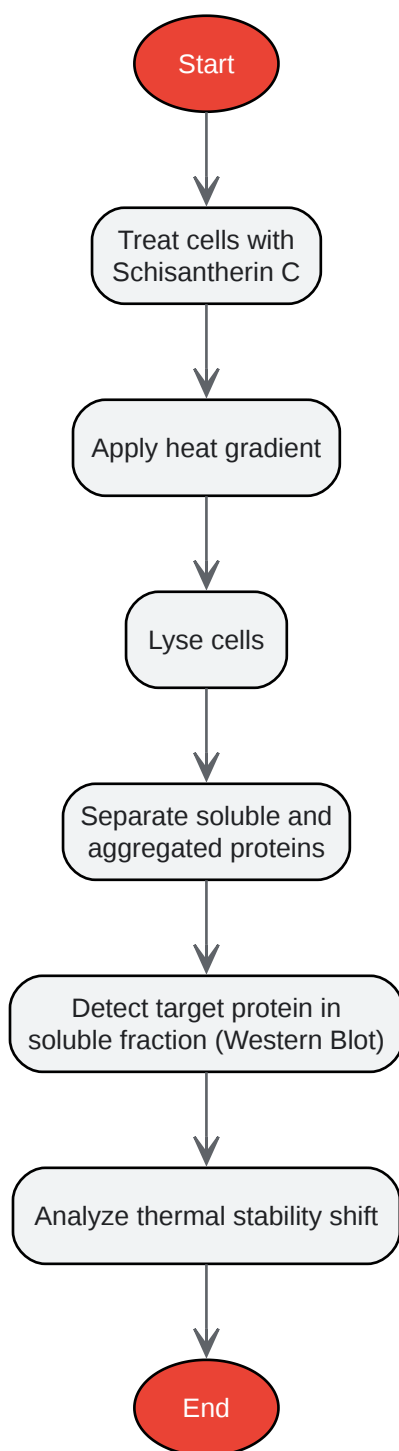 Start
Treat cells with
Schisantherin C
Apply heat gradient
Lyse cells
Separate soluble and
aggregated proteins
Detect target protein in
soluble fraction (Western Blot)
Analyze thermal stability shift
End